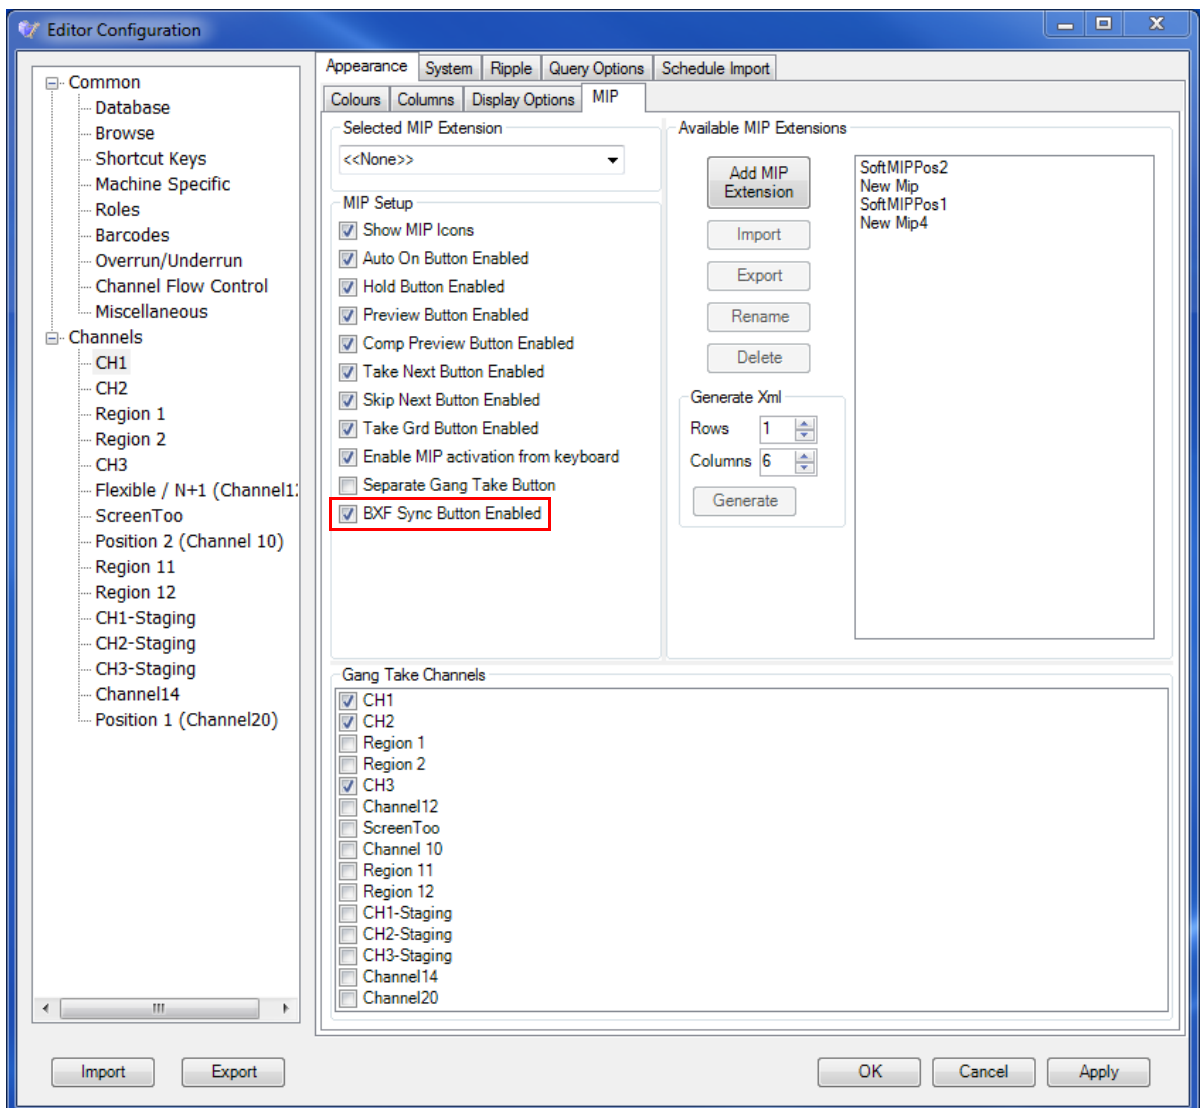 Editor Configuration
Common
Database
Browse
Shortcut Keys
Machine Specific
Roles
Barcodes
Overrun/Underrun
Channel Flow Control
Miscellaneous
Channels
CH1
CH2
Region 1
Region 2
CH3
Flexible / N+1 (Channel1
ScreenToo
Position 2 (Channel 10)
Region 11
Region 12
CH1-Staging
CH2-Staging
CH3-Staging
Channel14
Position 1 (Channel20)
Appearance System Ripple Query Options Schedule Import
Colours Columns Display Options MIP
Selected MIP Extension
<<None>>
MIP Setup
Show MIP Icons
Auto On Button Enabled
Hold Button Enabled
Preview Button Enabled
Comp Preview Button Enabled
Take Next Button Enabled
Skip Next Button Enabled
Take Grd Button Enabled
Enable MIP activation from keyboard
Separate Gang Take Button
BXF Sync Button Enabled
Available MIP Extensions
Add MIP
Extension
Import
Export
Rename
Delete
Generate Xml
Rows 1
Columns 6
Generate
SoftMIPPos2
New Mip
SoftMIPPos1
New Mip4
Gang Take Channels
CH1
CH2
Region 1
Region 2
CH3
Channel12
ScreenToo
Channel 10
Region 11
Region 12
CH1-Staging
CH2-Staging
CH3-Staging
Channel14
Channel20
Import Export OK Cancel Apply